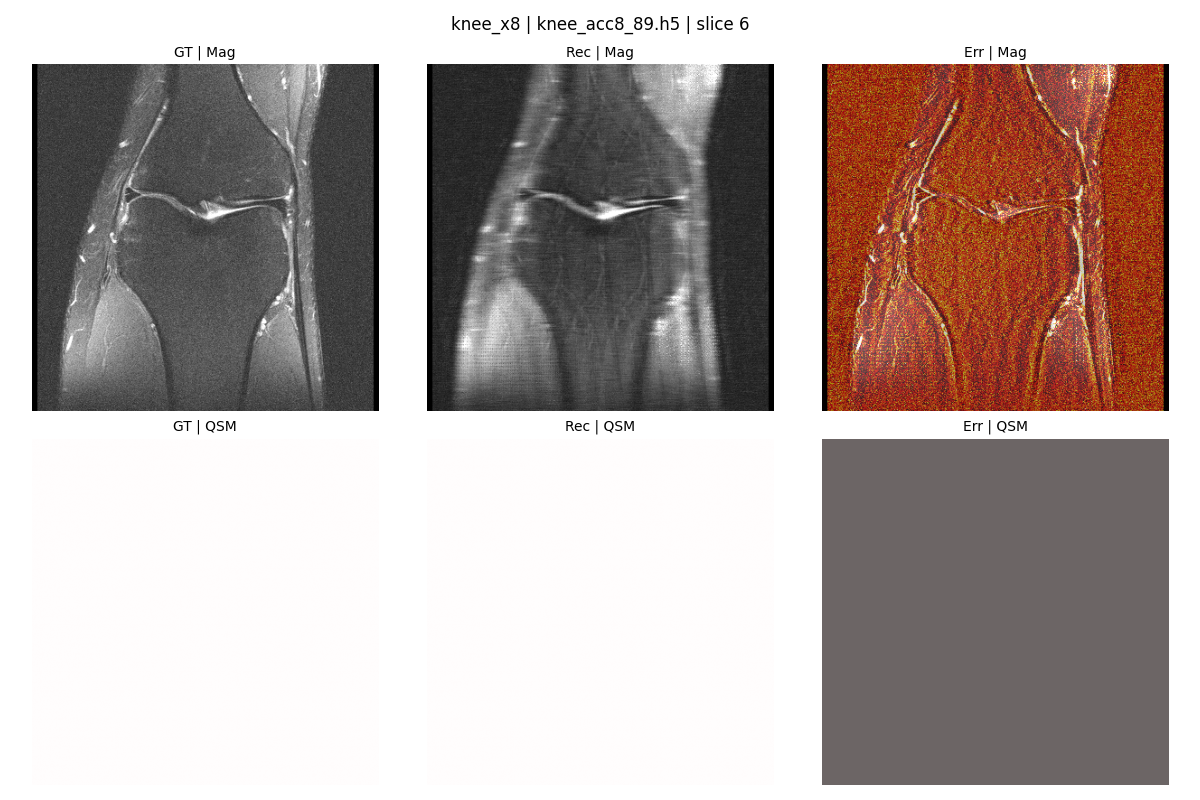 knee_x8 | knee_acc8_89.h5 | slice 6
GT | Mag
Rec | Mag
Err | Mag
GT | QSM
Rec | QSM
Err | QSM